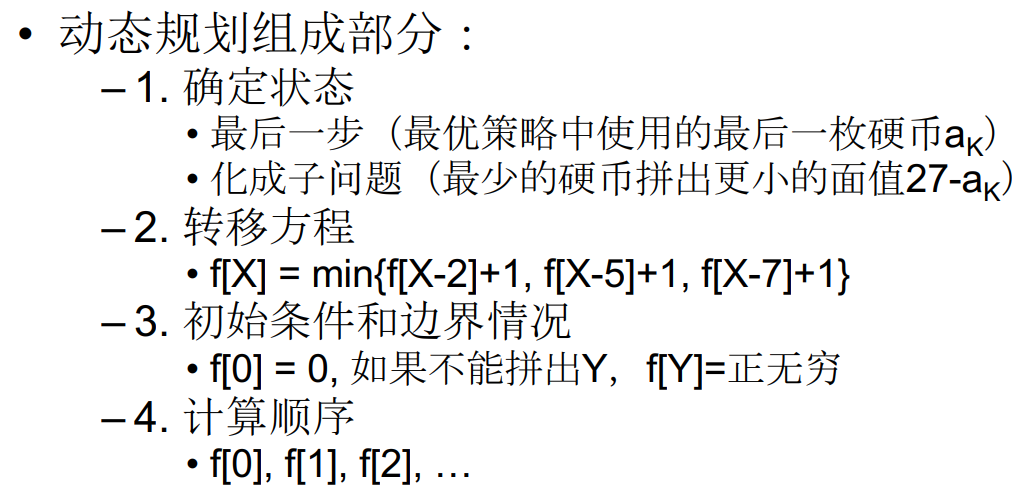 • 动态规划组成部分：
– 1. 确定状态
• 最后一步（最优策略中使用的最后一枚硬币aK）
• 化成子问题（最少的硬币拼出更小的面值27-aK）
– 2. 转移方程
• f[X] = min{f[X-2]+1, f[X-5]+1, f[X-7]+1}
– 3. 初始条件和边界情况
• f[0] = 0, 如果不能拼出Y，f[Y]=正无穷
– 4. 计算顺序
• f[0], f[1], f[2], …